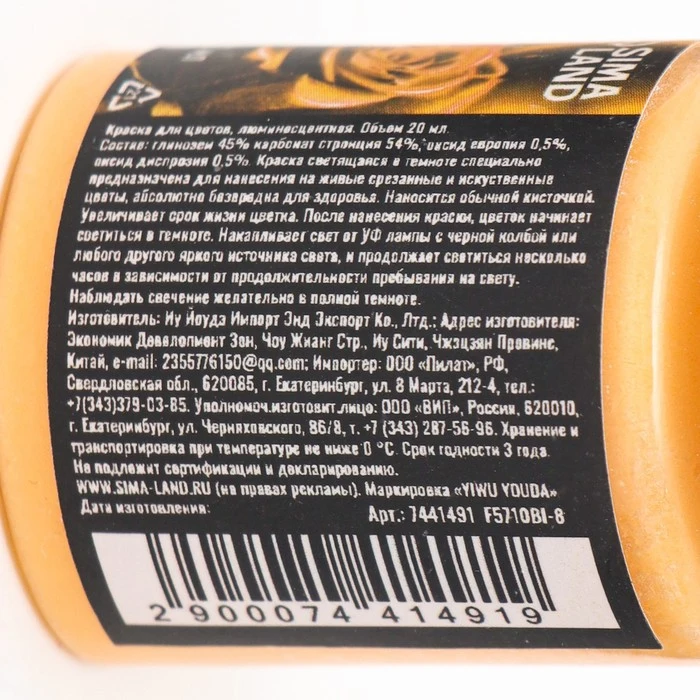 SIMA
LAND
Краска для цветов, люминесцентная. Объем 20 мл.
Состав: глинозем 45% карбонат стронция 54%, оксид европия 0,5%,
оксид диспрозия 0,5%. Краска светящаяся в темноте специально
предназначена для нанесения на живые срезанные и искуственные
цветы, абсолютно безвредна для здоровья. Наносится обычной кисточкой.
Увеличивает срок жизни цветка. После нанесения краски, цветок начинает
светиться в темноте. Накапливает свет от УФ лампы с черной колбой или
любого другого яркого источника света, и продолжает светиться несколько
часов в зависимости от продолжительности пребывания на свету.
Наблюдать свечение желательно в полной темноте.
Изготовитель: Иу Йоудэ Импорт Энд Экспорт Ко., Лтд.; Адрес изготовителя:
Экономик Девелопмент Зон, Чоу Жианг Стр., Иу Сити, Чжэцзян Провинс,
Китай, e-mail: 2355776150@qq.com; Импортер: ООО «Пилат», РФ,
Свердловская обл., 620085, г. Екатеринбург, ул. 8 Марта, 212-4, тел.:
+7(343)379-03-85. Уполномоч.изготовит.лицо: ООО «ВИП», Россия, 620010,
г. Екатеринбург, ул. Черняховского, 86/8, т. +7 (343) 287-56-96. Хранение и
транспортировка при температуре не ниже 0 °C. Срок годности 3 года.
Не подлежит сертификации и декларированию.
WWW.SIMA-LAND.RU (на правах рекламы). Маркировка «YIWU YOUDA»
Дата изготовления: Арт.: 7441491 F5710BI-8
2 900074 414919